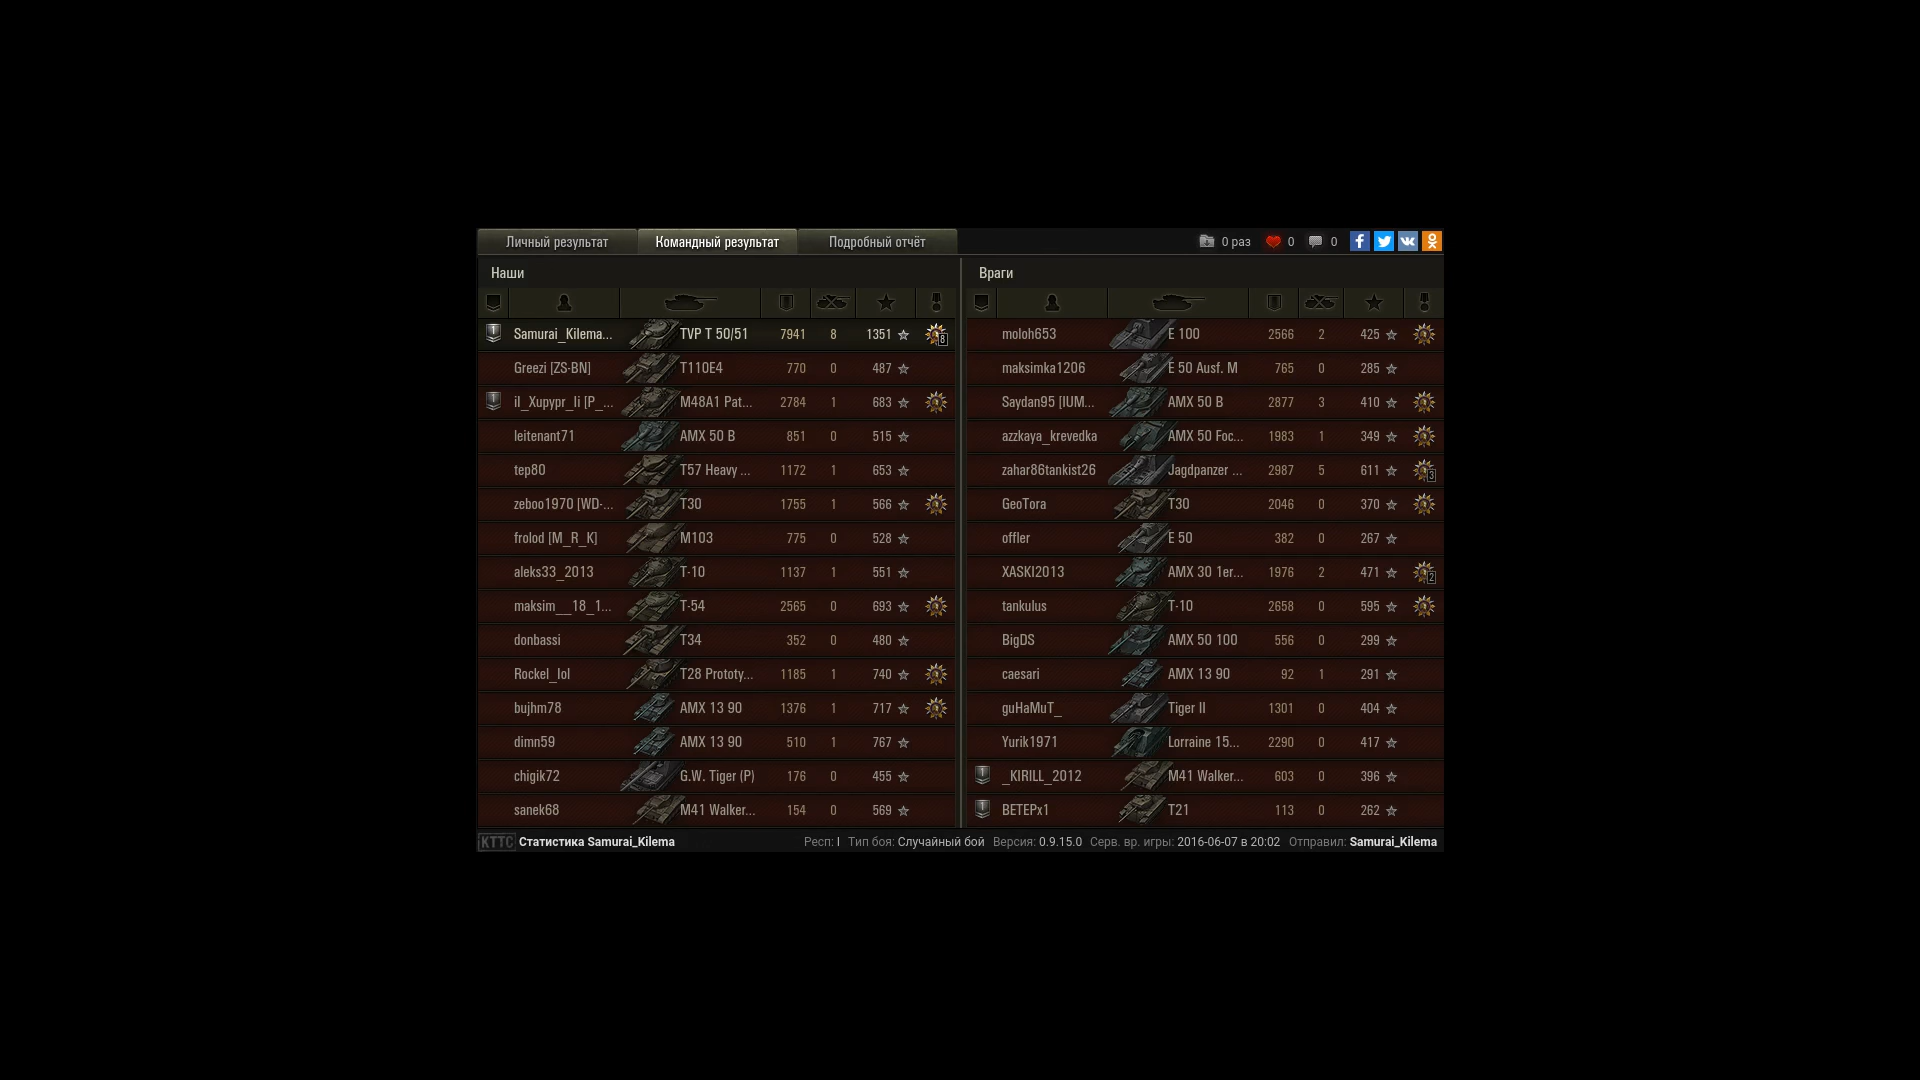 Личный результат Командный результат Подробный отчёт 0 раз 0 0
Наши Враги
1 Samurai_Kilema... TVP T 50/51 7941 8 1351 8
moloh653 E 100 2566 2 425
Greezi [ZS-BN] T110E4 770 0 487
maksimka1206 E 50 Ausf. M 765 0 285
1 il_Xupypr_li [P_... M48A1 Pat... 2784 1 683
Saydan95 [IUM... AMX 50 B 2877 3 410
leitenant71 AMX 50 B 851 0 515
azzkaya_krevedka AMX 50 Foc... 1983 1 349
tep80 T57 Heavy ... 1172 1 653
zahar86tankist26 Jagdpanzer ... 2987 5 611 3
zeboo1970 [WD-... T30 1755 1 566
GeoTora T30 2046 0 370
frolod [M_R_K] M103 775 0 528
offler E 50 382 0 267
aleks33_2013 T-10 1137 1 551
XASKI2013 AMX 30 1er... 1976 2 471 2
maksim__18_1... T-54 2565 0 693
tankulus T-10 2658 0 595
donbassi T34 352 0 480
BigDS AMX 50 100 556 0 299
Rockel_lol T28 Prototy... 1185 1 740
caesari AMX 13 90 92 1 291
bujhm78 AMX 13 90 1376 1 717
guHaMuT_ Tiger II 1301 0 404
dimn59 AMX 13 90 510 1 767
Yurik1971 Lorraine 15... 2290 0 417
chigik72 G.W. Tiger (P) 176 0 455
1 _KIRILL_2012 M41 Walker... 603 0 396
sanek68 M41 Walker... 154 0 569
1 BETEPx1 T21 113 0 262
КТТС Статистика Samurai_Kilema Респ: I Тип боя: Случайный бой Версия: 0.9.15.0 Серв. вр. игры: 2016-06-07 в 20:02 Отправил: Samurai_Kilema